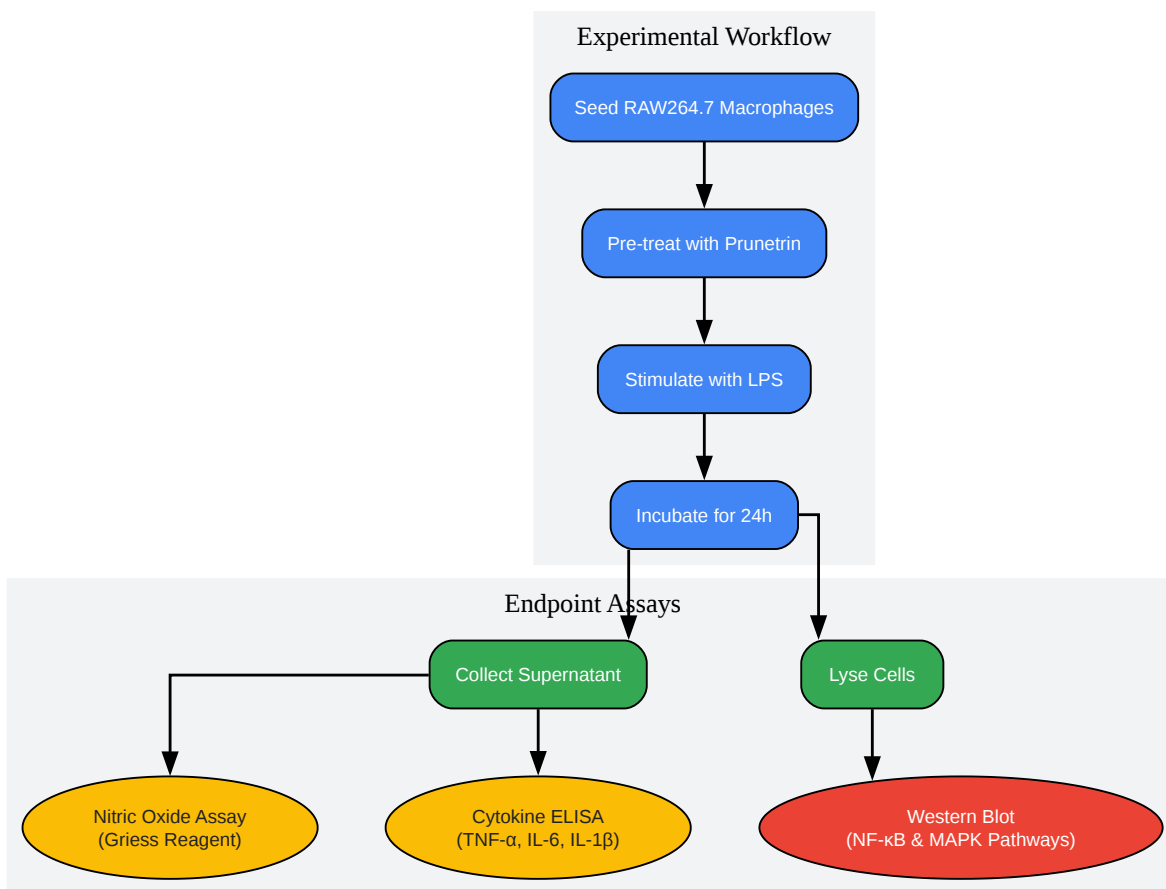 Experimental Workflow
Seed RAW264.7 Macrophages
Pre-treat with Prunetrin
Stimulate with LPS
Incubate for 24h
Endpoint Assays
Collect Supernatant
Lyse Cells
Nitric Oxide Assay
(Griess Reagent)
Cytokine ELISA
(TNF-α, IL-6, IL-1β)
Western Blot
(NF-κB & MAPK Pathways)